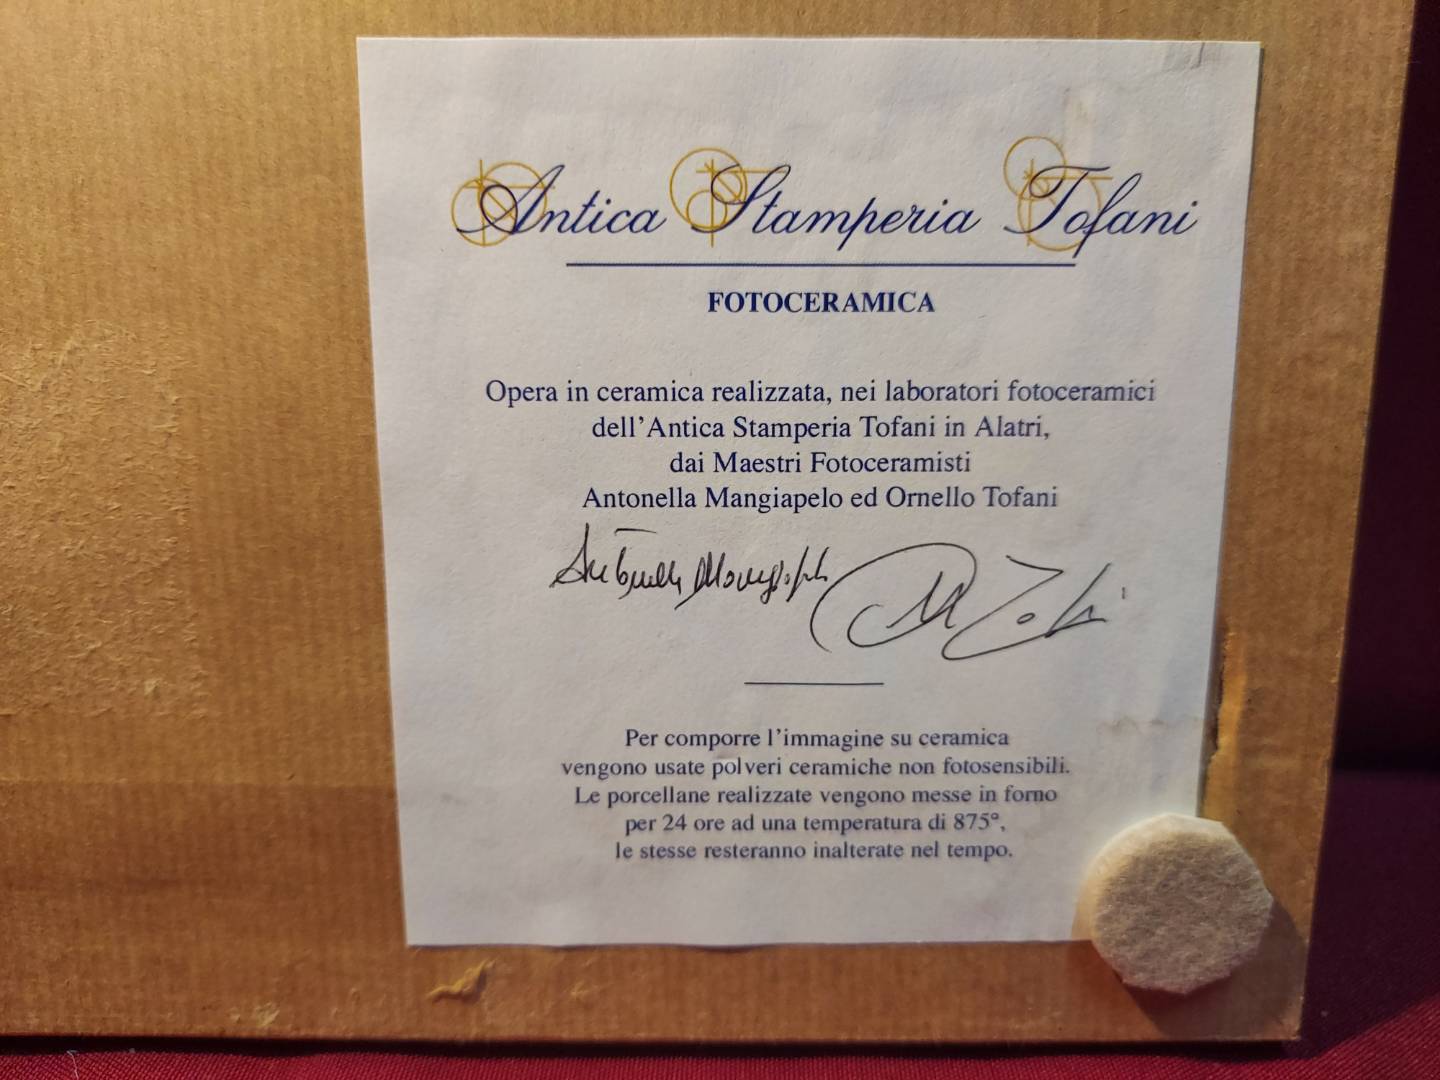 Antica Stamperia Tofani
FOTOCERAMICA
Opera in ceramica realizzata, nei laboratori fotoceramici
dell'Antica Stamperia Tofani in Alatri,
dai Maestri Fotoceramisti
Antonella Mangiapelo ed Ornello Tofani
Per comporre l'immagine su ceramica
vengono usate polveri ceramiche non fotosensibili.
Le porcellane realizzate vengono messe in forno
per 24 ore ad una temperatura di 875°,
le stesse resteranno inalterate nel tempo.